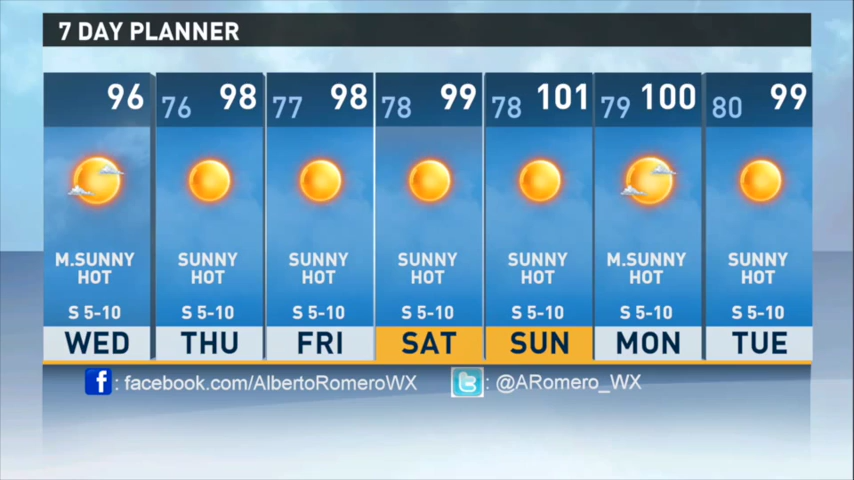 7 DAY PLANNER
96
76 98
77 98
78 99
78 101
79 100
80 99
M.SUNNY
HOT
SUNNY
HOT
SUNNY
HOT
SUNNY
HOT
SUNNY
HOT
M.SUNNY
HOT
SUNNY
HOT
S 5-10 S 5-10 S 5-10 S 5-10 S 5-10 S 5-10 S 5-10
WED THU FRI SAT SUN MON TUE
f : facebook.com/AlbertoRomeroWX t : @ARomero_WX